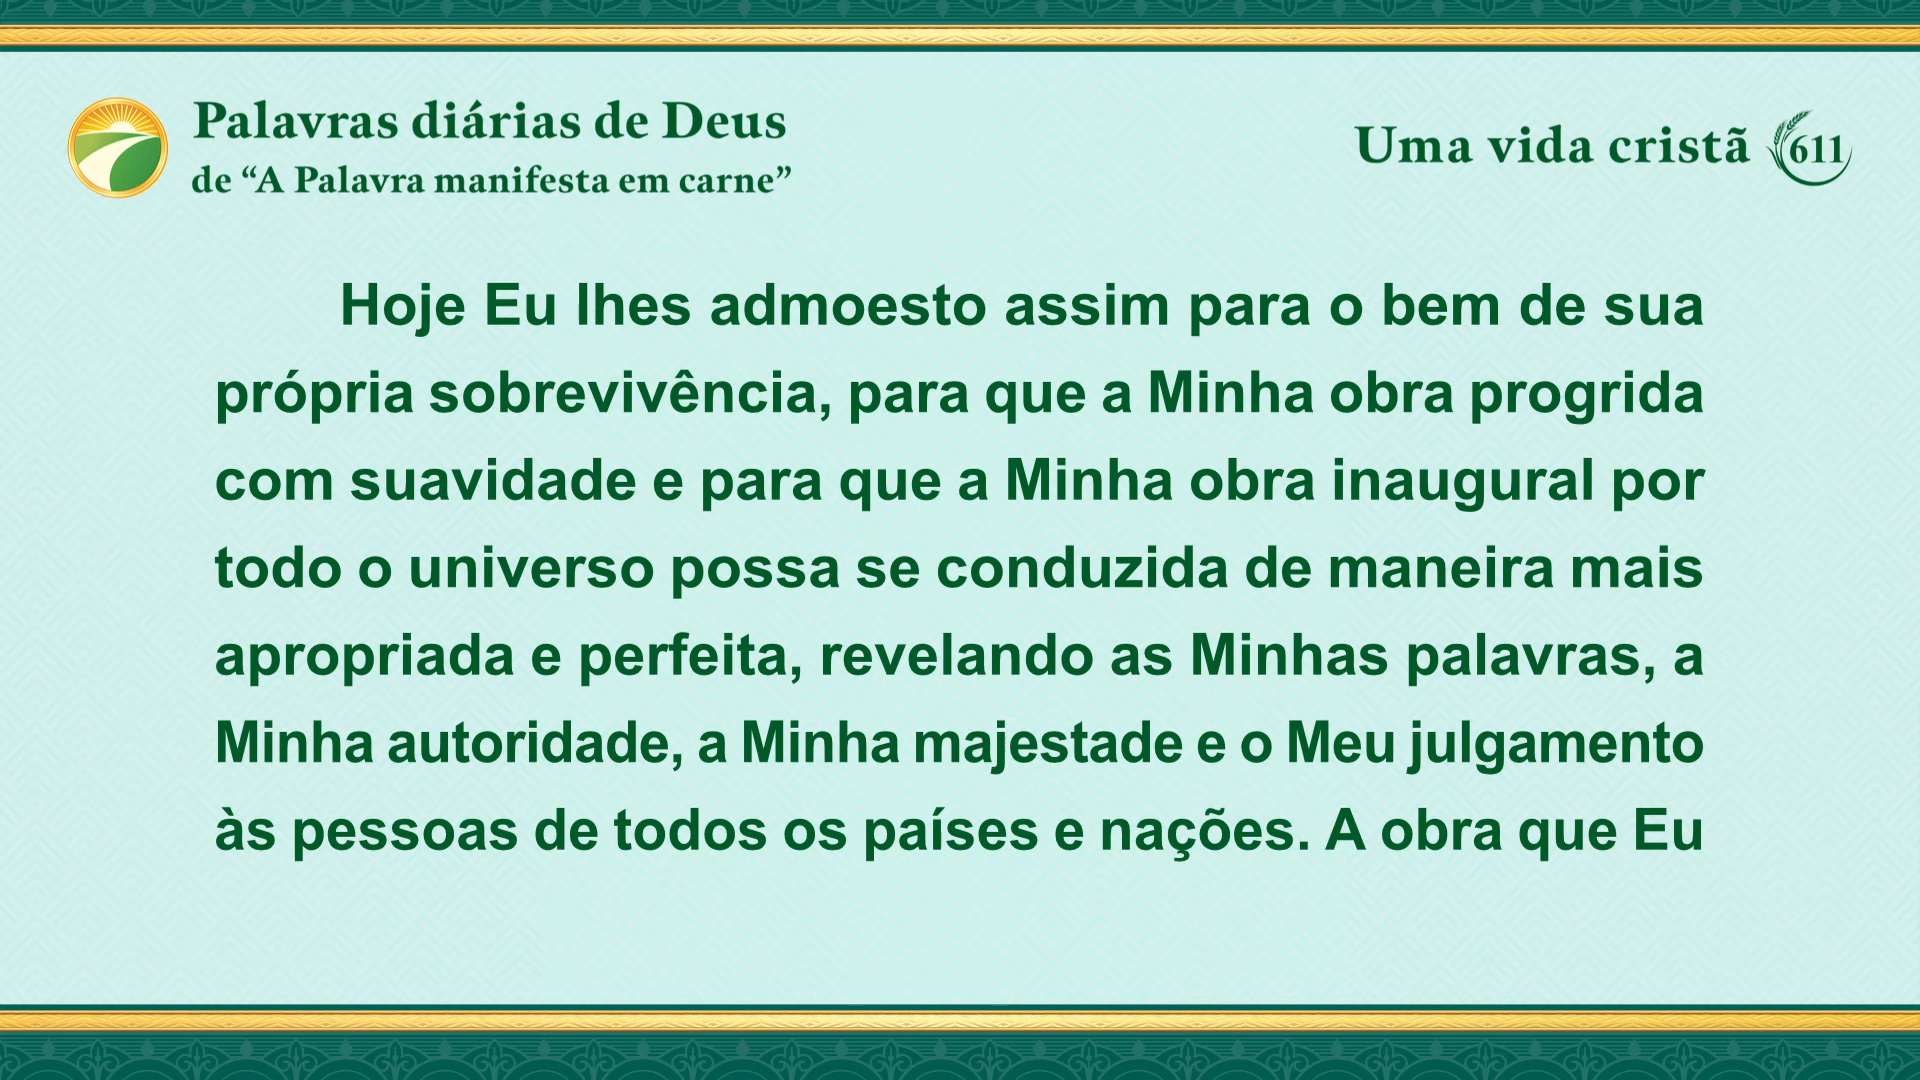 Palavras diárias de Deus
de “A Palavra manifesta em carne”
Uma vida cristã 611
Hoje Eu lhes admoesto assim para o bem de sua
própria sobrevivência, para que a Minha obra progrida
com suavidade e para que a Minha obra inaugural por
todo o universo possa se conduzida de maneira mais
apropriada e perfeita, revelando as Minhas palavras, a
Minha autoridade, a Minha majestade e o Meu julgamento
às pessoas de todos os países e nações. A obra que Eu